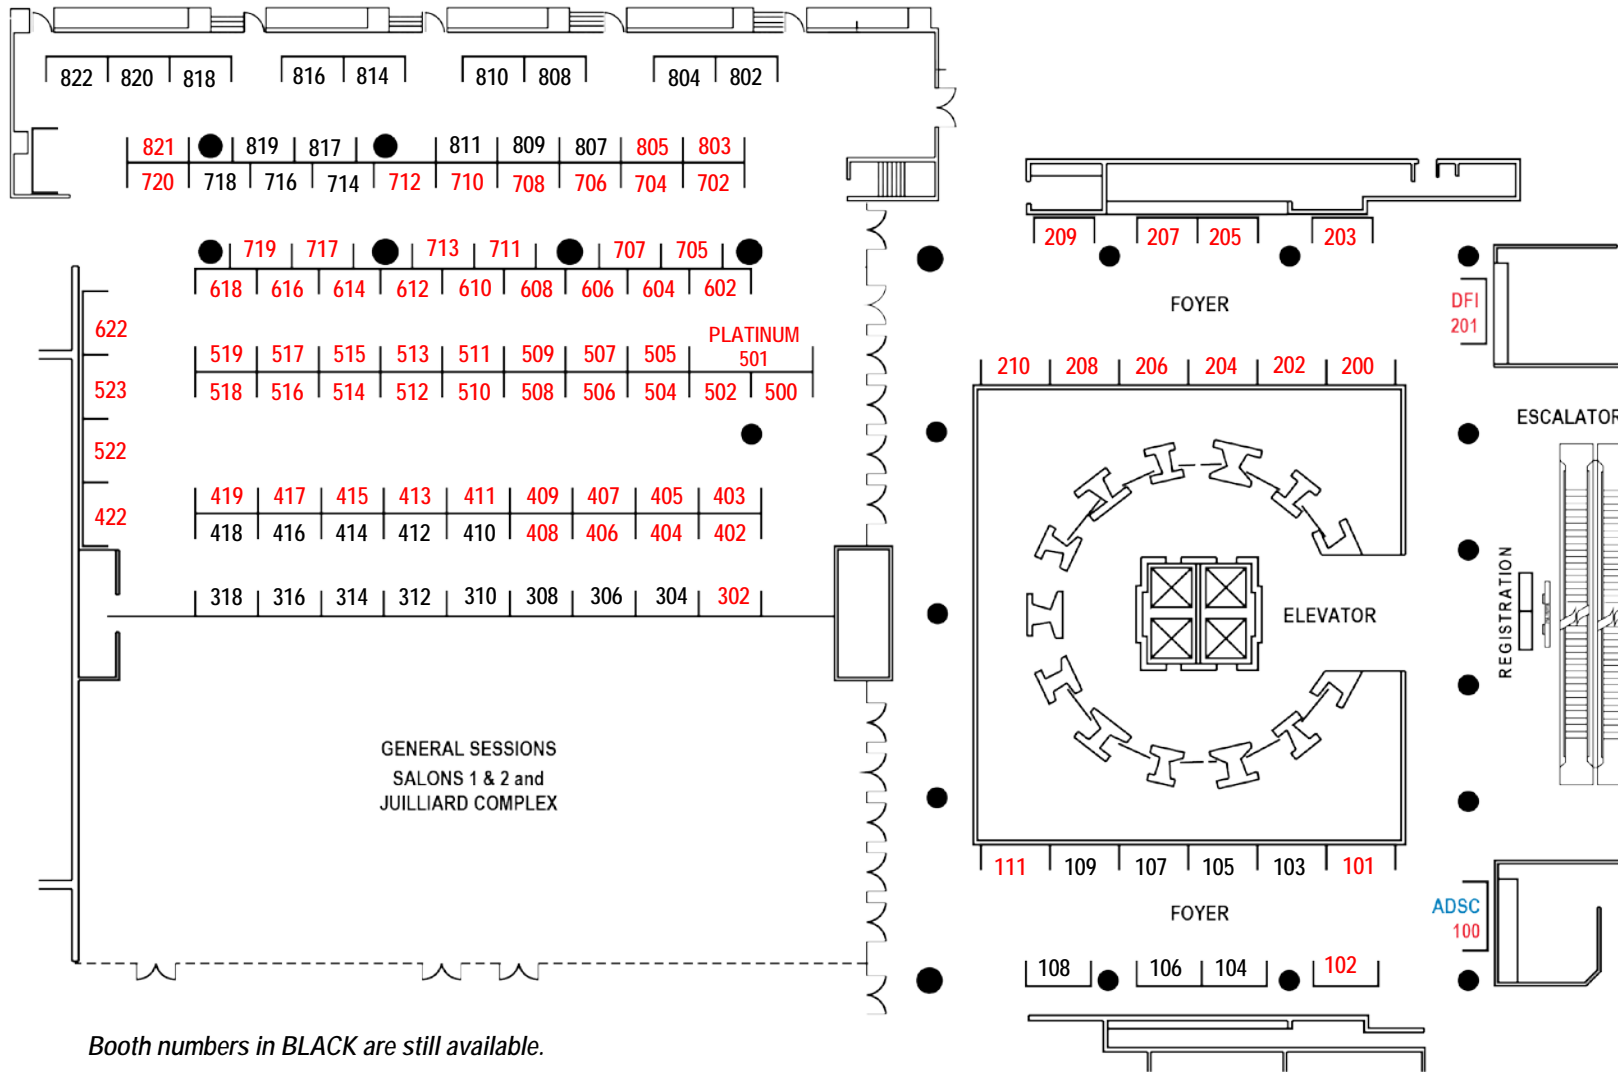 822 820 818 816 814 810 808 804 802
821 819 817 811 809 807 805 803
720 718 716 714 712 710 708 706 704 702
209 207 205 203
719 717 713 711 707 705
618 616 614 612 610 608 606 604 602
FOYER
DFI
201
622
PLATINUM
501
519 517 515 513 511 509 507 505
210 208 206 204 202 200
523
518 516 514 512 510 508 506 504 502 500
ESCALATOR
522
419 417 415 413 411 409 407 405 403
422
418 416 414 412 410 408 406 404 402
318 316 314 312 310 308 306 304 302
ELEVATOR
REGISTRATION
GENERAL SESSIONS
SALONS 1 & 2 and
JUILLIARD COMPLEX
111 109 107 105 103 101
FOYER
ADSC
100
108 106 104 102
Booth numbers in BLACK are still available.